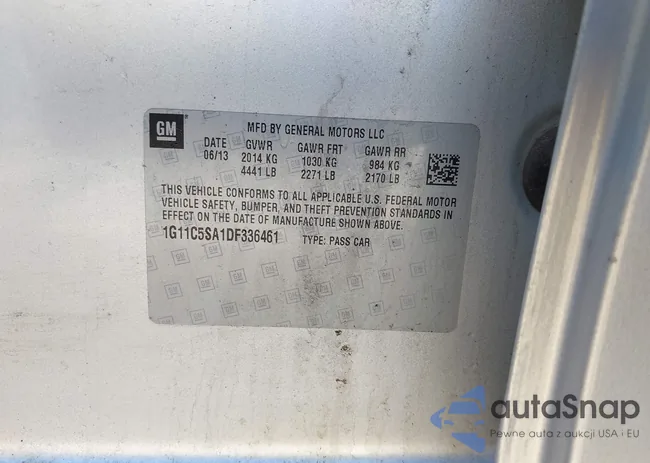 GM
MFD BY GENERAL MOTORS LLC
DATE GVWR GAWR FRT GAWR RR
06/13 2014 KG 1030 KG 984 KG
4441 LB 2271 LB 2170 LB
THIS VEHICLE CONFORMS TO ALL APPLICABLE U.S. FEDERAL MOTOR
VEHICLE SAFETY, BUMPER, AND THEFT PREVENTION STANDARDS IN
EFFECT ON THE DATE OF MANUFACTURE SHOWN ABOVE.
1G11C5SA1DF336461 TYPE: PASS CAR
autaSnap
Pewne auta z aukcji USA i EU